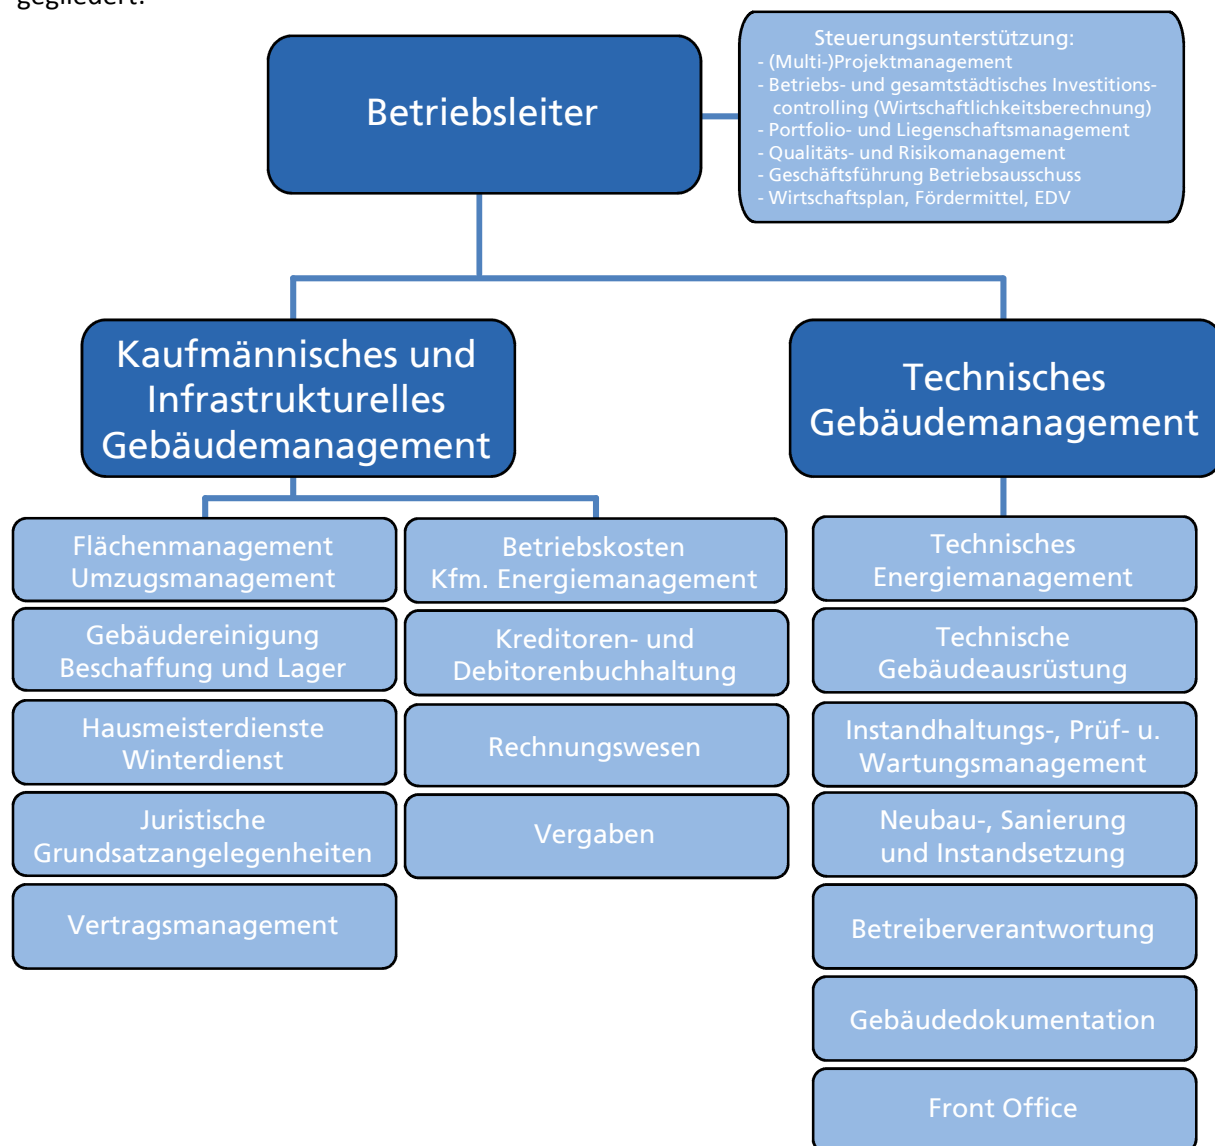 gegliedert:
Betriebsleiter
Steuerungsunterstützung:
- (Multi-)Projektmanagement
- Betriebs- und gesamtstädtisches Investitions-
controlling (Wirtschaftlichkeitsberechnung)
- Portfolio- und Liegenschaftsmanagement
- Qualitäts- und Risikomanagement
- Geschäftsführung Betriebsausschuss
- Wirtschaftsplan, Fördermittel, EDV
Kaufmännisches und
Infrastrukturelles
Gebäudemanagement
Technisches
Gebäudemanagement
Flächenmanagement
Umzugsmanagement
Gebäudereinigung
Beschaffung und Lager
Hausmeisterdienste
Winterdienst
Juristische
Grundsatzangelegenheiten
Vertragsmanagement
Betriebskosten
Kfm. Energiemanagement
Kreditoren- und
Debitorenbuchhaltung
Rechnungswesen
Vergaben
Technisches
Energiemanagement
Technische
Gebäudeausrüstung
Instandhaltungs-, Prüf- u.
Wartungsmanagement
Neubau-, Sanierung
und Instandsetzung
Betreiberverantwortung
Gebäudedokumentation
Front Office